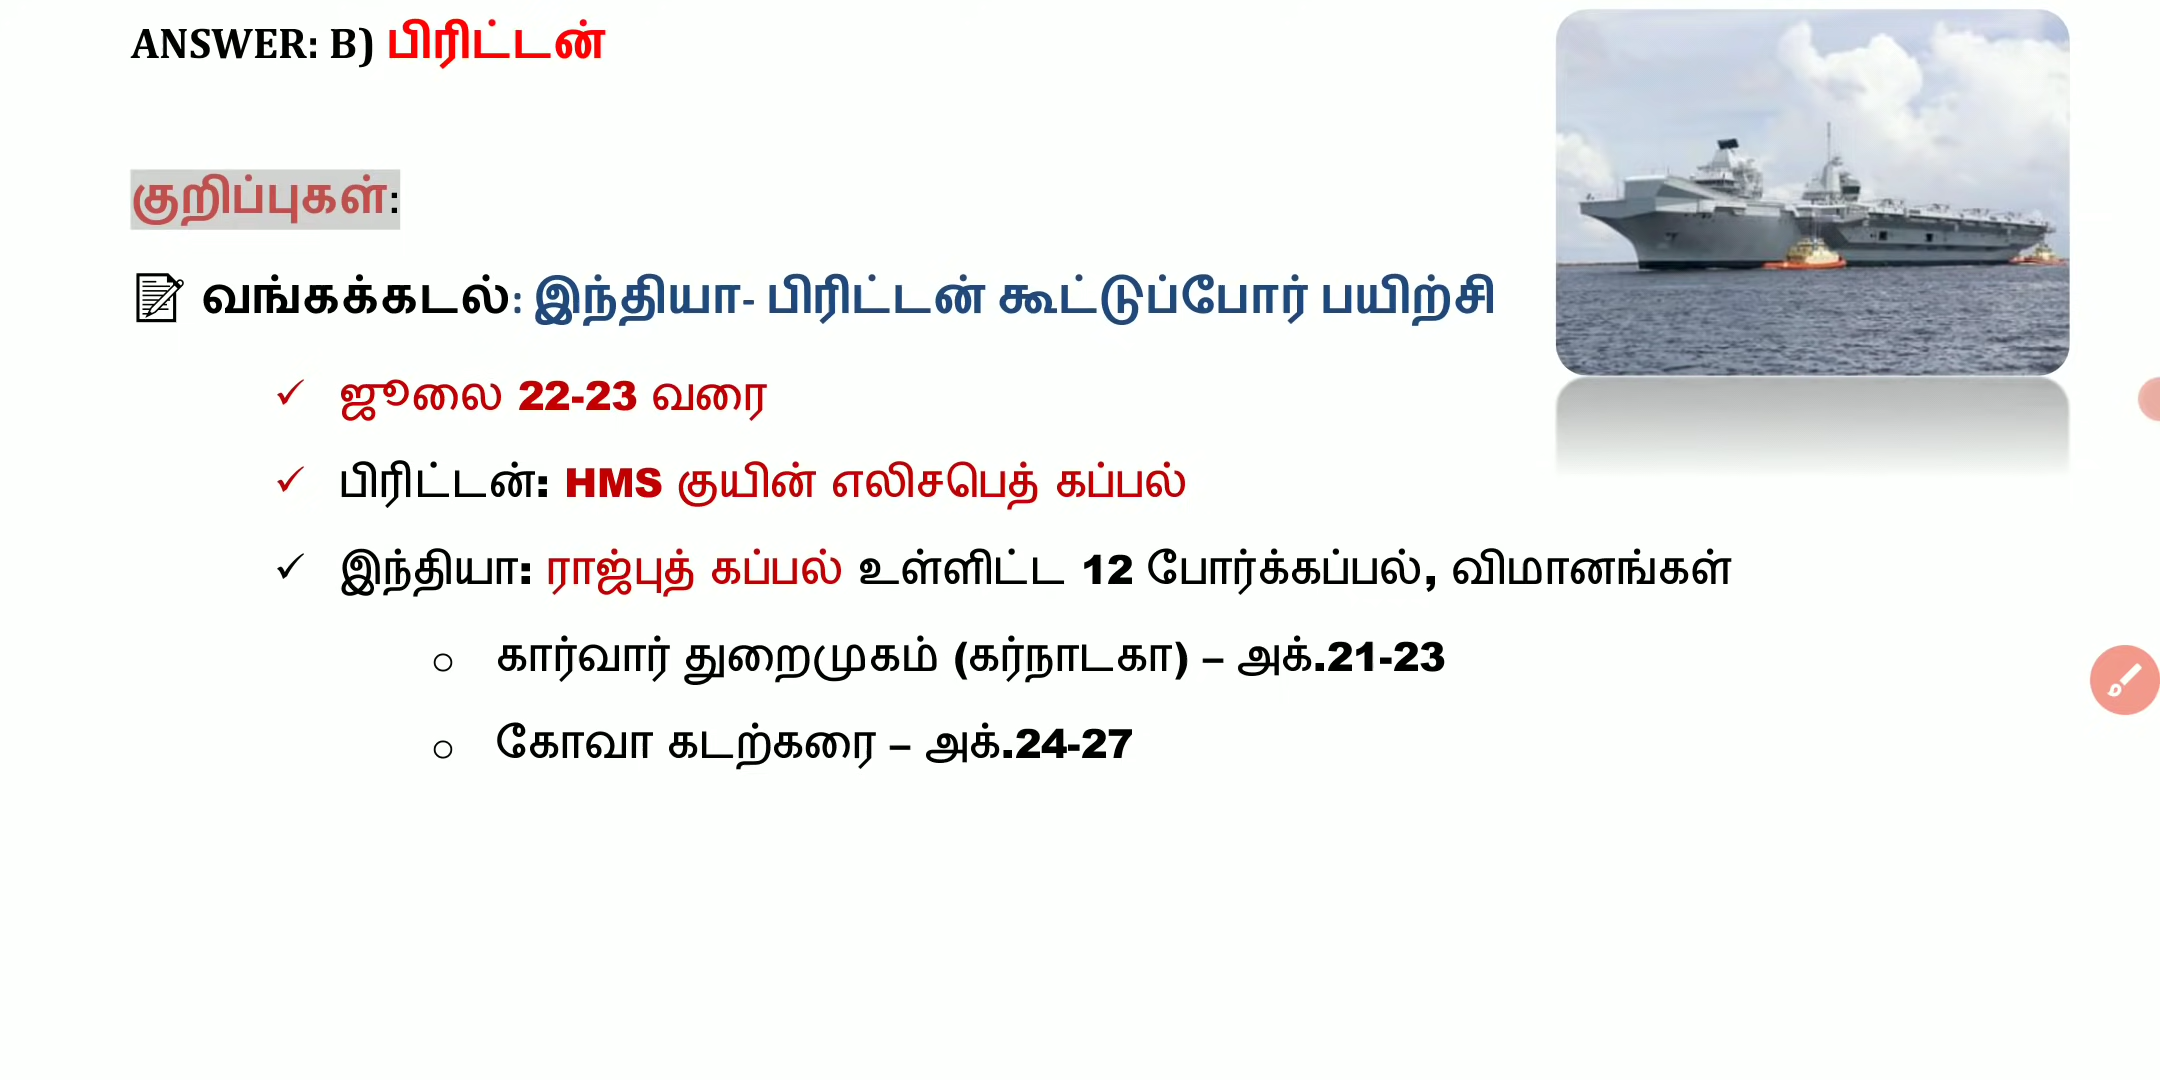 ANSWER: B) பிரிட்டன்
குறிப்புகள்:
வங்கக்கடல்: இந்தியா- பிரிட்டன் கூட்டுப்போர் பயிற்சி
ஜூலை 22-23 வரை
பிரிட்டன்: HMS குயின் எலிசபெத் கப்பல்
இந்தியா: ராஜ்புத் கப்பல் உள்ளிட்ட 12 போர்க்கப்பல், விமானங்கள்
கார்வார் துறைமுகம் (கர்நாடகா) – அக்.21-23
கோவா கடற்கரை – அக்.24-27